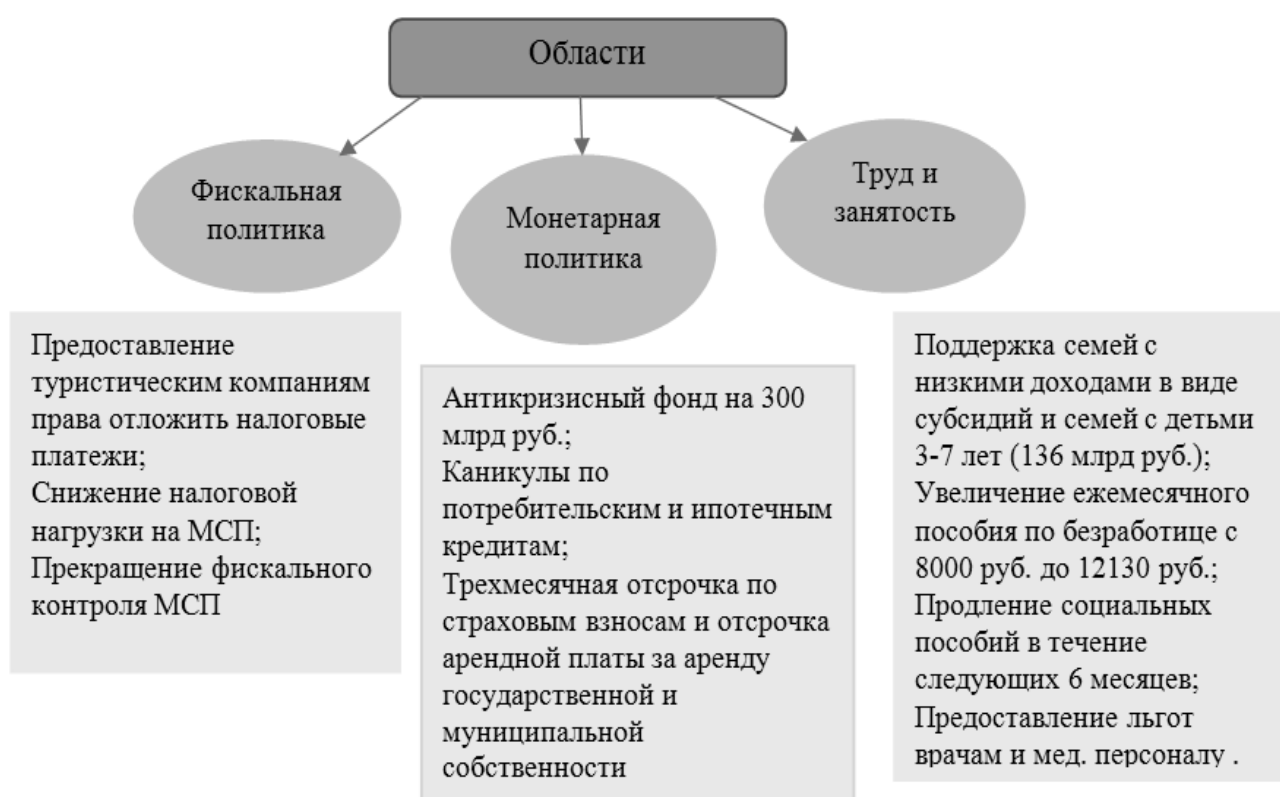 Области
Фискальная
политика
Монетарная
политика
Труд и
занятость
Предоставление
туристическим компаниям
права отложить налоговые
платежи;
Снижение налоговой
нагрузки на МСП;
Прекращение фискального
контроля МСП
Антикризисный фонд на 300
млрд руб.;
Каникулы по
потребительским и ипотечным
кредитам;
Трехмесячная отсрочка по
страховым взносам и отсрочка
арендной платы за аренду
государственной и
муниципальной
собственности
Поддержка семей с
низкими доходами в виде
субсидий и семей с детьми
3-7 лет (136 млрд руб.);
Увеличение ежемесячного
пособия по безработице с
8000 руб. до 12130 руб.;
Продление социальных
пособий в течение
следующих 6 месяцев;
Предоставление льгот
врачам и мед. персоналу .